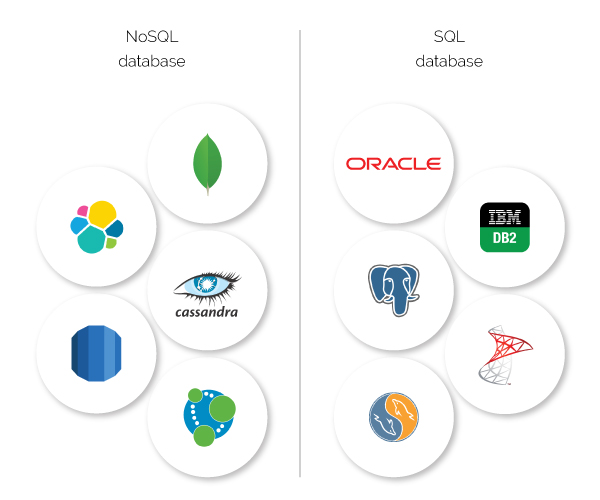 NoSQL
database
cassandra
SQL
database
ORACLE
IBM
DB2